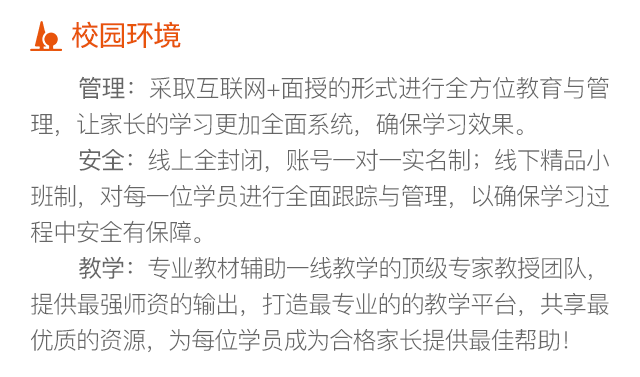 校园环境
管理：采取互联网+面授的形式进行全方位教育与管
理，让家长的学习更加全面系统，确保学习效果。
安全：线上全封闭，账号一对一实名制；线下精品小
班制，对每一位学员进行全面跟踪与管理，以确保学习过
程中安全有保障。
教学：专业教材辅助一线教学的顶级专家教授团队，
提供最强师资的输出，打造最专业的的教学平台，共享最
优质的资源，为每位学员成为合格家长提供最佳帮助！